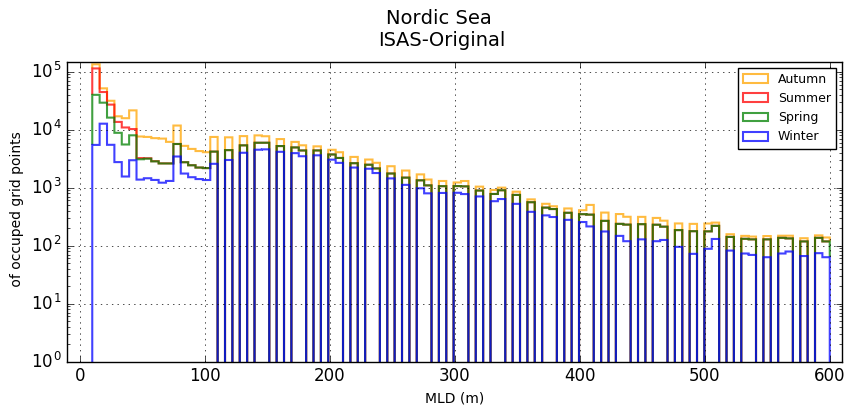 Nordic Sea
ISAS-Original
of occuped grid points
10^5
10^4
10^3
10^2
10^1
10^0
Autumn
Summer
Spring
Winter
0 100 200 300 400 500 600
MLD (m)